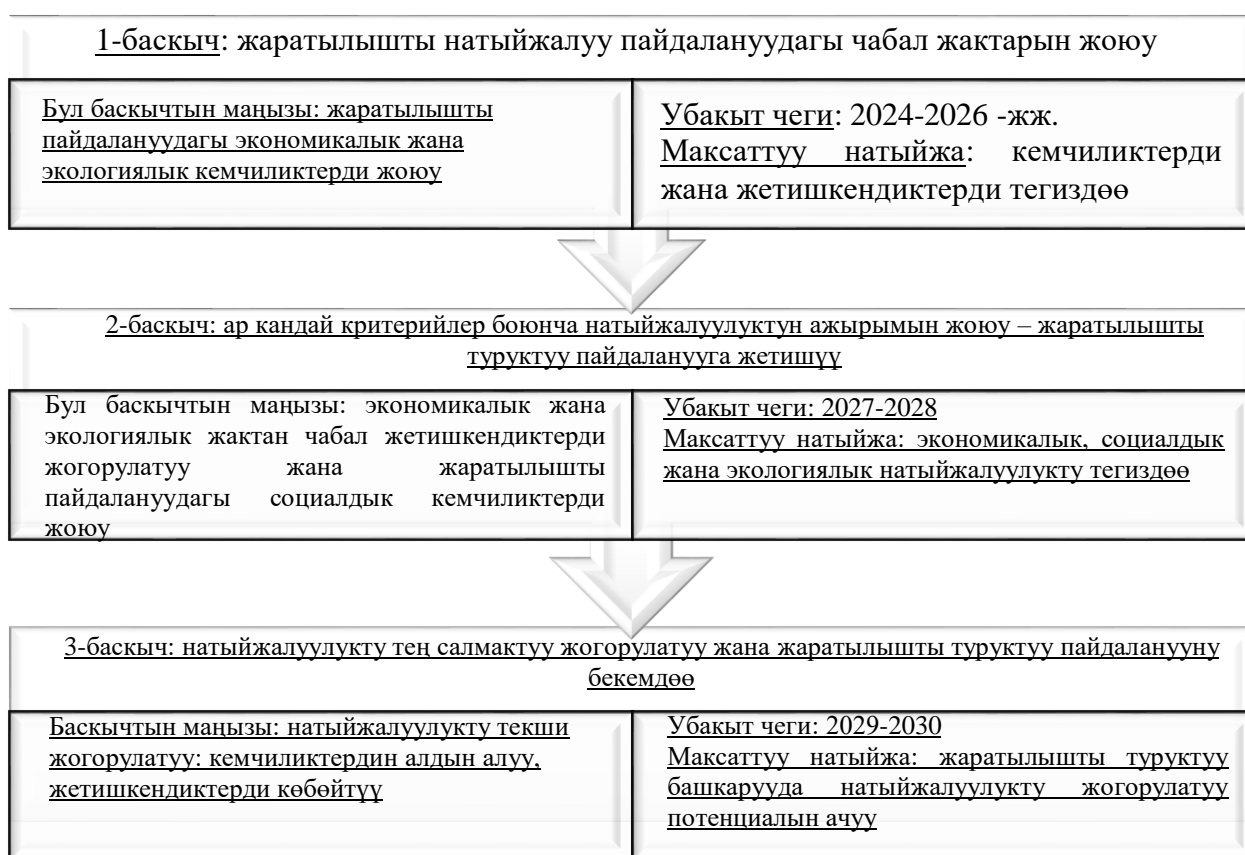 1-баскыч: жаратылышты натыйжалуу пайдалануудагы чабал жактарын жоюу
Бул баскычтын маңызы: жаратылышты
пайдалануудагы экономикалык жана
экологиялык кемчиликтерди жоюу
Убакыт чеги: 2024-2026 -жж.
Максаттуу натыйжа: кемчиликтерди
жана жетишкендиктерди тегиздөө
2-баскыч: ар кандай критерийлер боюнча натыйжалуулуктун ажырымын жоюу – жаратылышты
туруктуу пайдаланууга жетишүү
Бул баскычтын маңызы: экономикалык жана
экологиялык жактан чабал жетишкендиктерди
жогорулатуу жана жаратылышты
пайдалануудагы социалдык кемчиликтерди
жоюу
Убакыт чеги: 2027-2028
Максаттуу натыйжа: экономикалык, социалдык
жана экологиялык натыйжалуулукту тегиздөө
3-баскыч: натыйжалуулукту тең салмактуу жогорулатуу жана жаратылышты туруктуу пайдаланууну
бекемдөө
Баскычтын маңызы: натыйжалуулукту текши
жогорулатуу: кемчиликтердин алдын алуу,
жетишкендиктерди көбөйтүү
Убакыт чеги: 2029-2030
Максаттуу натыйжа: жаратылышты туруктуу
башкарууда натыйжалуулукту жогорулатуу
потенциалын ачуу